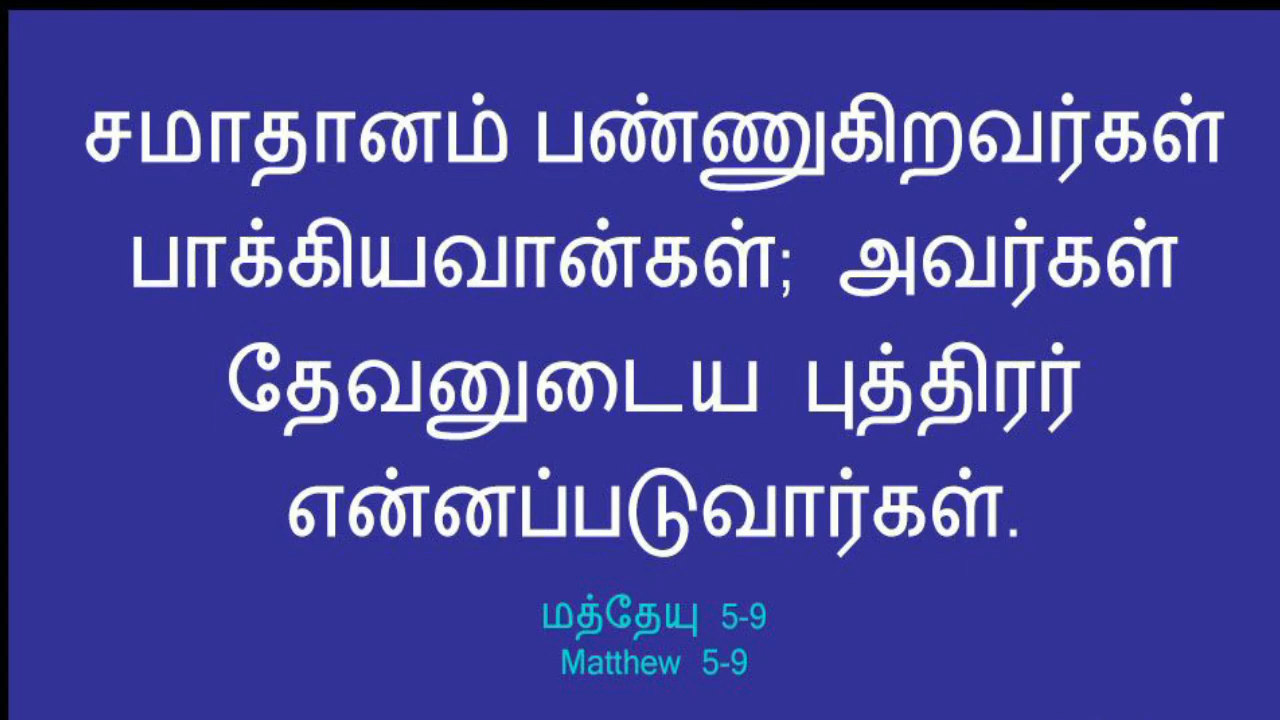 சமாதானம் பண்ணுகிறவர்கள்
பாக்கியவான்கள்; அவர்கள்
தேவனுடைய புத்திரர்
என்னப்படுவார்கள்.
மத்தேயு 5-9
Matthew 5-9